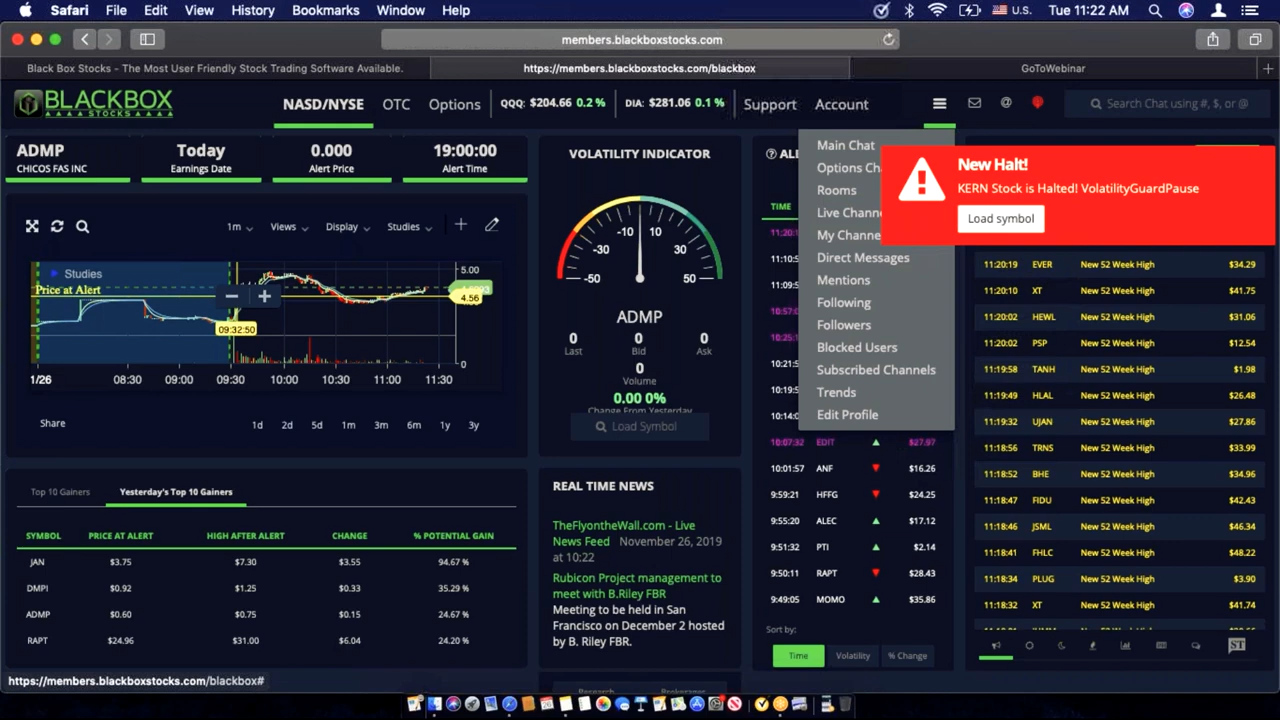 Safari File Edit View History Bookmarks Window Help U.S. Tue 11:22 AM
members.blackboxstocks.com
Black Box Stocks - The Most User Friendly Stock Trading Software Available. https://members.blackboxstocks.com/blackbox GoToWebinar
BLACKBOX
STOCKS
NASD/NYSE OTC Options QQQ: $204.66 0.2 % DIA: $281.06 0.1 % Support Account Search Chat using #, $, or @
ADMP Today 0.000 19:00:00
CHICOS FAS INC Earnings Date Alert Price Alert Time
1m Views Display Studies
Studies
Price at Alert
5.00
4.56
0
09:32:50
1/26 08:30 09:00 09:30 10:00 10:30 11:00 11:30
Share 1d 2d 5d 1m 3m 6m 1y 3y
Top 10 Gainers Yesterday's Top 10 Gainers
SYMBOL PRICE AT ALERT HIGH AFTER ALERT CHANGE % POTENTIAL GAIN
JAN $3.75 $7.30 $3.55 94.67 %
DMPI $0.92 $1.25 $0.33 35.29 %
ADMP $0.60 $0.75 $0.15 24.67 %
RAPT $24.96 $31.00 $6.04 24.20 %
https://members.blackboxstocks.com/blackbox#
VOLATILITY INDICATOR
-10 10
-30 30
-50 50
ADMP
0 0 0
Last Bid Ask
0
Volume
0.00 0%
Change From Yesterday
Load Symbol
REAL TIME NEWS
TheFlyontheWall.com - Live
News Feed November 26, 2019
at 10:22
Rubicon Project management to
meet with B.Riley FBR
Meeting to be held in San
Francisco on December 2 hosted
by B. Riley FBR.
Research Brokerages
TIME
Main Chat
Rooms
Direct Messages
Mentions
Following
Followers
Blocked Users
Subscribed Channels
Trends
Edit Profile
10:07:32 EDIT $27.97
10:01:57 ANF $16.26
9:59:21 HFFG $24.25
9:55:20 ALEC $17.12
9:51:32 PTI $2.14
9:50:11 RAPT $28.43
9:49:05 MOMO $35.86
Sort by:
Time Volatility % Change
New Halt!
KERN Stock is Halted! VolatilityGuardPause
Load symbol
11:20:19 EVER New 52 Week High $34.29
11:20:10 XT New 52 Week High $41.75
11:20:02 HEWL New 52 Week High $31.06
11:20:02 PSP New 52 Week High $12.54
11:19:58 TANH New 52 Week High $1.98
11:19:49 HLAL New 52 Week High $26.48
11:19:32 UJAN New 52 Week High $27.86
11:18:56 TRNS New 52 Week High $33.99
11:18:52 BHE New 52 Week High $34.96
11:18:47 FIDU New 52 Week High $42.43
11:18:46 JSML New 52 Week High $46.34
11:18:41 FHLC New 52 Week High $48.22
11:18:34 PLUG New 52 Week High $3.90
11:18:32 XT New 52 Week High $41.74
ST